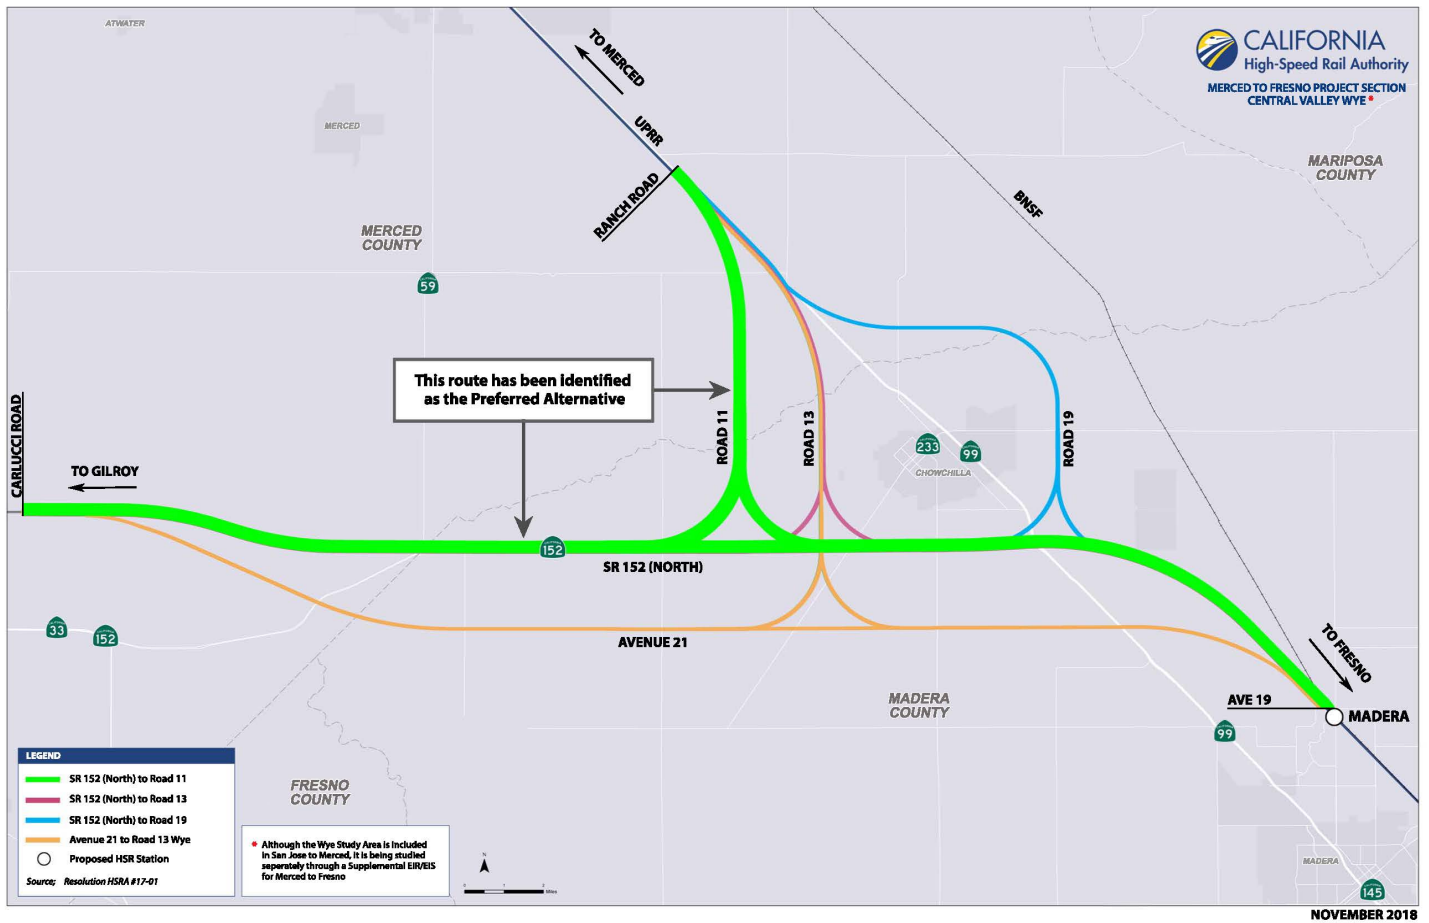 ATWATER
TO MERCED
CALIFORNIA
High-Speed Rail Authority
MERCED TO FRESNO PROJECT SECTION
CENTRAL VALLEY WYE *
MERCED
UPRR
MARIPOSA
COUNTY
RANCH ROAD
BNSF
MERCED
COUNTY
59
This route has been identified
as the Preferred Alternative
CARLUCCI ROAD
ROAD 11
ROAD 13
ROAD 19
233
99
CHOWCHILLA
TO GILROY
152
SR 152 (NORTH)
33
152
AVENUE 21
TO FRESNO
MADERA
COUNTY
AVE 19
MADERA
99
LEGEND
SR 152 (North) to Road 11
SR 152 (North) to Road 13
SR 152 (North) to Road 19
Avenue 21 to Road 13 Wye
Proposed HSR Station
Source; Resolution HSRA #17-01
FRESNO
COUNTY
* Although the Wye Study Area is included
in San Jose to Merced, it is being studied
seperately through a Supplemental EIR/EIS
for Merced to Fresno
N
0 1 2 Miles
MADERA
145
NOVEMBER 2018